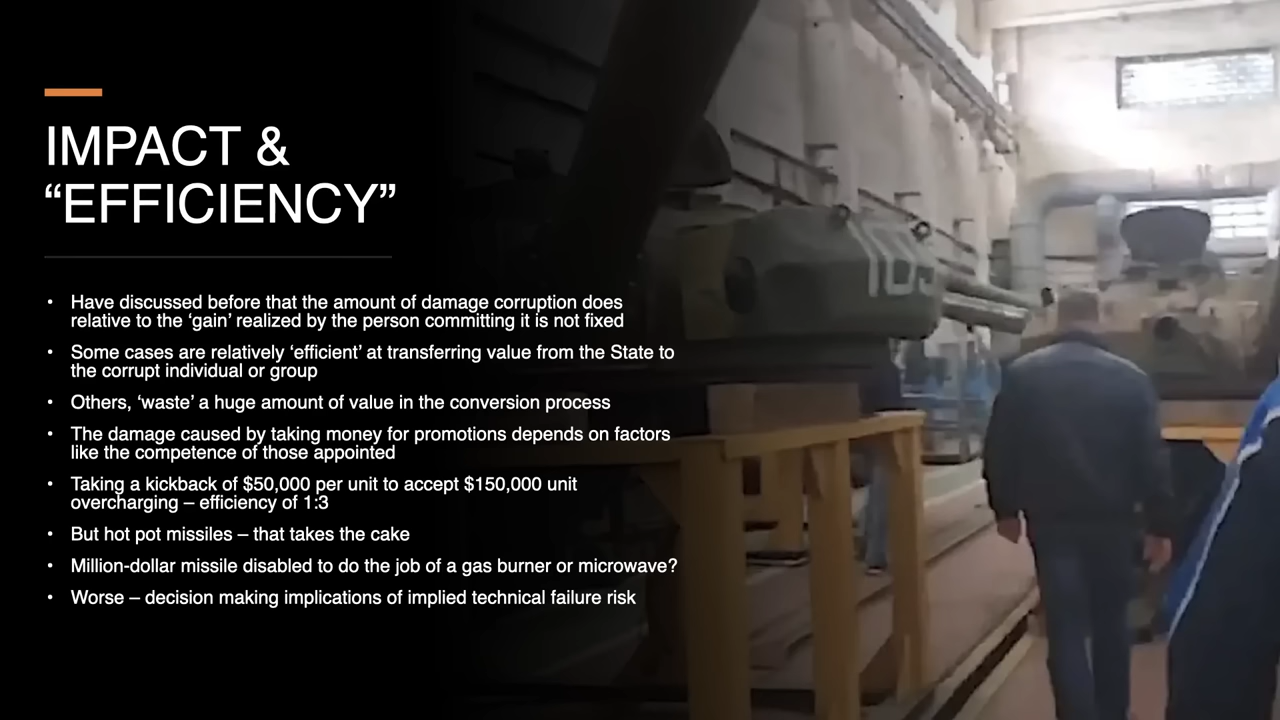 IMPACT &
“EFFICIENCY”
• Have discussed before that the amount of damage corruption does
relative to the ‘gain’ realized by the person committing it is not fixed
• Some cases are relatively ‘efficient’ at transferring value from the State to
the corrupt individual or group
• Others, ‘waste’ a huge amount of value in the conversion process
• The damage caused by taking money for promotions depends on factors
like the competence of those appointed
• Taking a kickback of $50,000 per unit to accept $150,000 unit
overcharging – efficiency of 1:3
• But hot pot missiles – that takes the cake
• Million-dollar missile disabled to do the job of a gas burner or microwave?
• Worse – decision making implications of implied technical failure risk